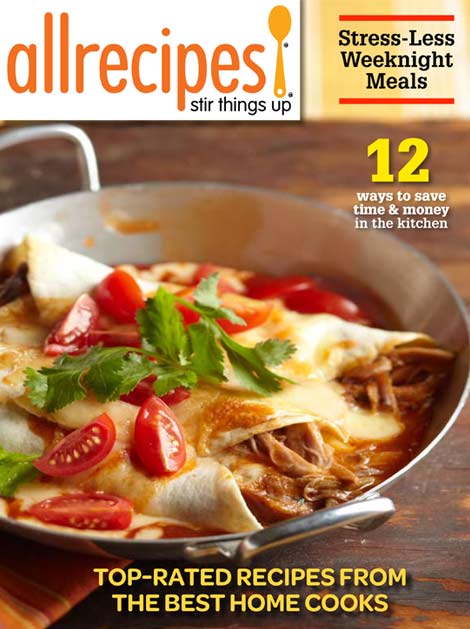 allrecipes!
stir things up
Stress-Less
Weeknight
Meals
12
ways to save
time & money
in the kitchen
TOP-RATED RECIPES FROM
THE BEST HOME COOKS